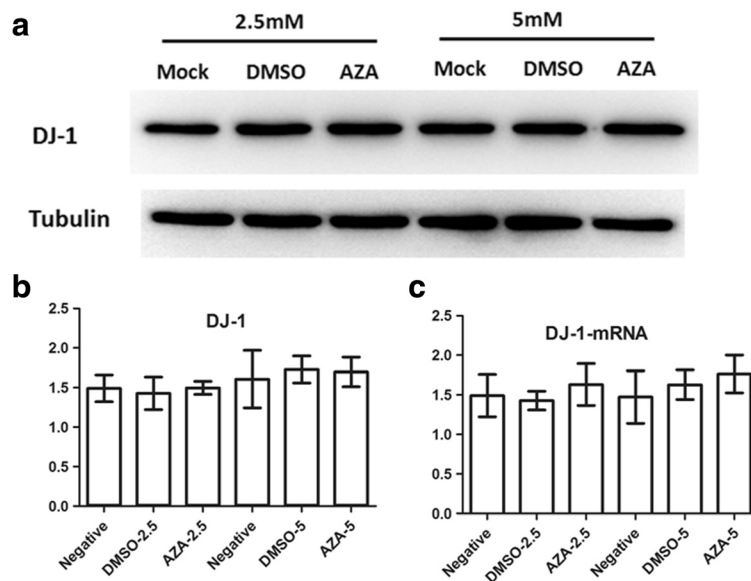 a
2.5mM 5mM
Mock DMSO AZA Mock DMSO AZA
DJ-1
Tubulin
b
DJ-1
2.5
2.0
1.5
1.0
0.5
0.0
Negative DMSO-2.5 AZA-2.5 Negative DMSO-5 AZA-5
c
DJ-1-mRNA
2.5
2.0
1.5
1.0
0.5
0.0
Negative DMSO-2.5 AZA-2.5 Negative DMSO-5 AZA-5